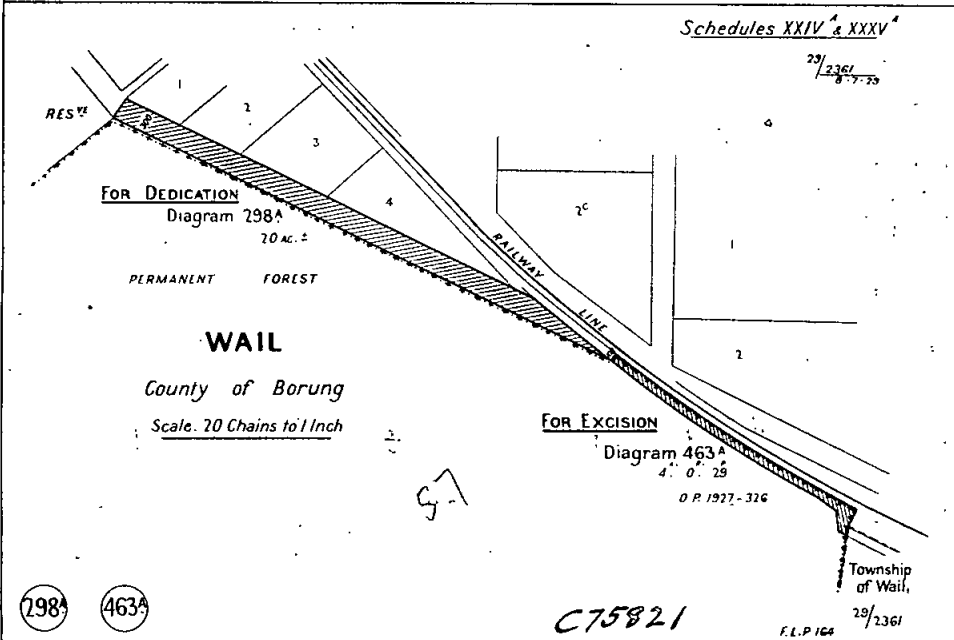 Schedules XXIV A & XXXV A
29/2361
8·7·29
RES VE
1
2
3
4
RD
FOR DEDICATION
Diagram 298A
20 AC. ±
PERMANENT FOREST
WAIL
County of Borung
Scale. 20 Chains to 1 Inch
RAILWAY LINE
2C
1
2
FOR EXCISION
Diagram 463A
A. R. P.
4. 0. 29
O.P. 1927-326
Township
of Wail,
29/2361
298A
463A
C75821
F.L.P 164